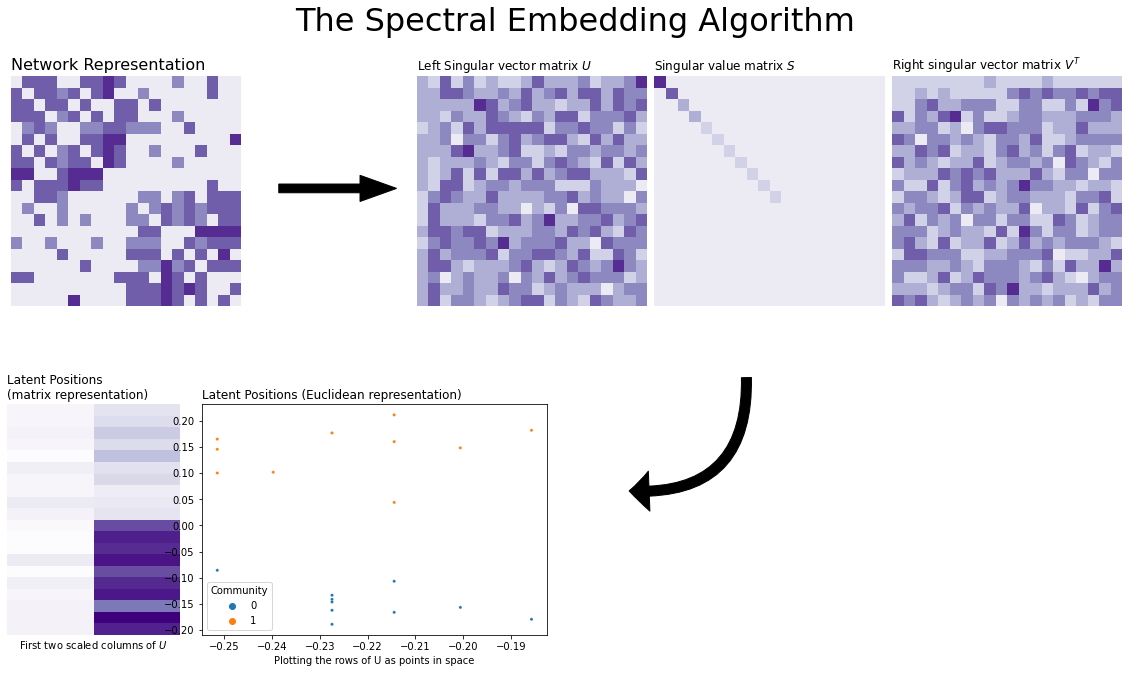 The Spectral Embedding Algorithm
Network Representation
Left Singular vector matrix U
Singular value matrix S
Right singular vector matrix V^T
Latent Positions
(matrix representation)
First two scaled columns of U
Latent Positions (Euclidean representation)
0.20
0.15
0.10
0.05
0.00
−0.05
−0.10
−0.15
−0.20
Community
0
1
−0.25 −0.24 −0.23 −0.22 −0.21 −0.20 −0.19
Plotting the rows of U as points in space